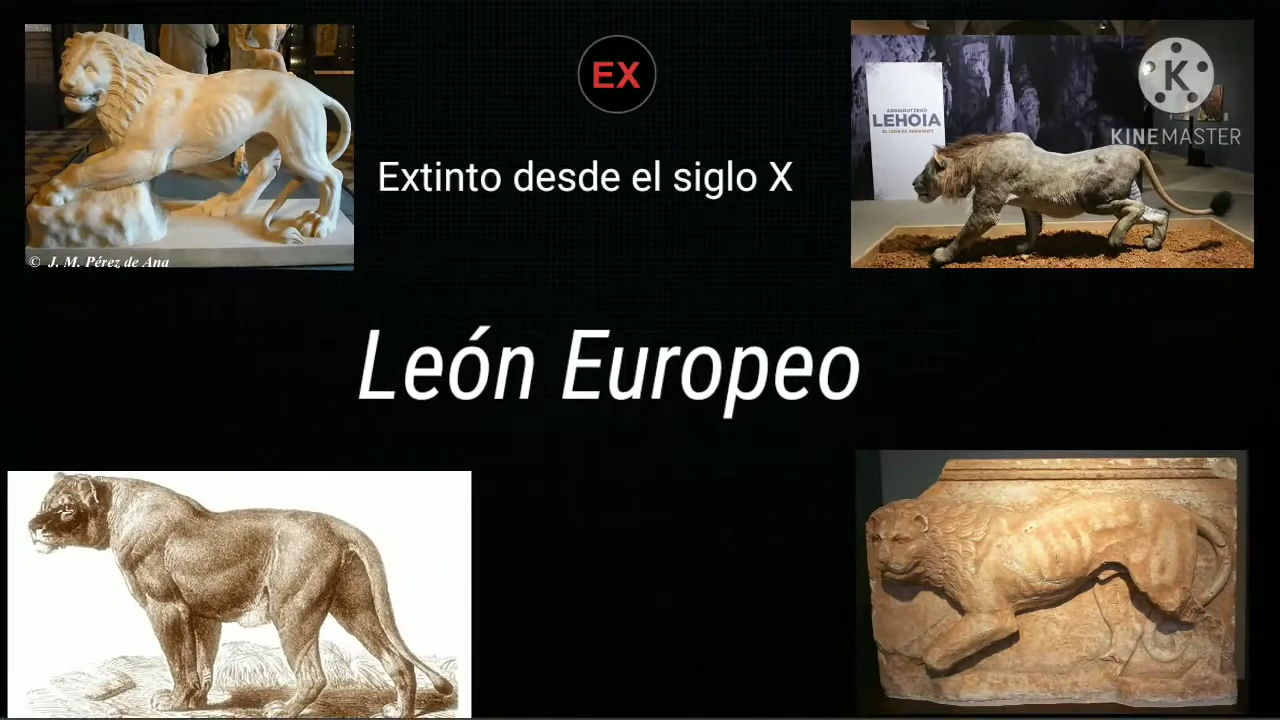 EX
Extinto desde el siglo X
LEHOIA
KINEMASTER
León Europeo
© J. M. Pérez de Ana